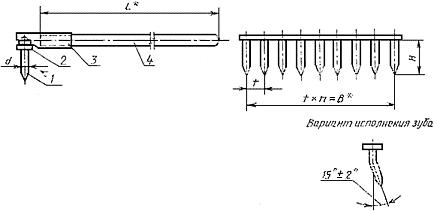 L*
d
2
3
4
1
H
t
t × n = B*
Вариант исполнения зуба
15° ± 2°